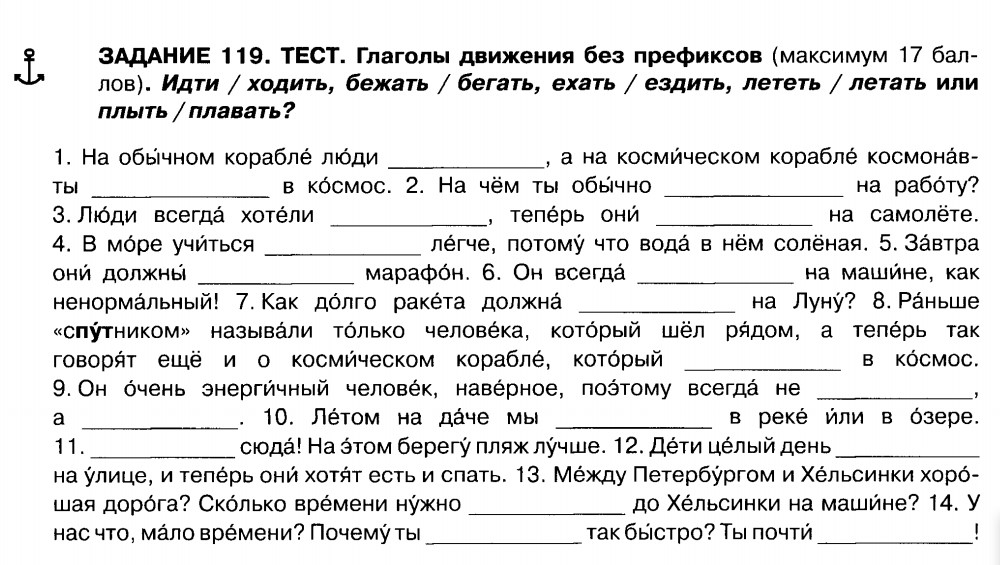 ЗАДАНИЕ 119. ТЕСТ. Глаголы движения без префиксов (максимум 17 бал-
лов). Идти / ходить, бежать / бегать, ехать / ездить, лететь / летать или
плыть / плавать?
1. На обы́чном корабле́ лю́ди ____________, а на косми́ческом корабле́ космона́в-
ты ____________ в ко́смос. 2. На чём ты обы́чно ____________ на рабо́ту?
3. Лю́ди всегда́ хоте́ли ____________, тепе́рь они́ ____________ на самолёте.
4. В мо́ре учи́ться ____________ ле́гче, потому́ что вода́ в нём солёная. 5. За́втра
они́ должны́ ____________ марафо́н. 6. Он всегда́ ____________ на маши́не, как
ненорма́льный! 7. Как до́лго раке́та должна́ ____________ на Луну́? 8. Ра́ньше
«спу́тником» называ́ли то́лько челове́ка, кото́рый шёл ря́дом, а тепе́рь так
говоря́т ещё и о косми́ческом корабле́, кото́рый ____________ в ко́смос.
9. Он о́чень энерги́чный челове́к, наве́рное, поэ́тому всегда́ не ____________,
а ____________. 10. Ле́том на да́че мы ____________ в реке́ и́ли в о́зере.
11. ____________ сюда́! На э́том берегу́ пляж лу́чше. 12. Де́ти це́лый день ____________
на у́лице, и тепе́рь они́ хотя́т есть и спать. 13. Ме́жду Петербу́ргом и Хе́льсинки хоро́-
шая доро́га? Ско́лько вре́мени ну́жно ____________ до Хе́льсинки на маши́не? 14. У
нас что, ма́ло вре́мени? Почему́ ты ____________ так бы́стро? Ты почти́ ____________!